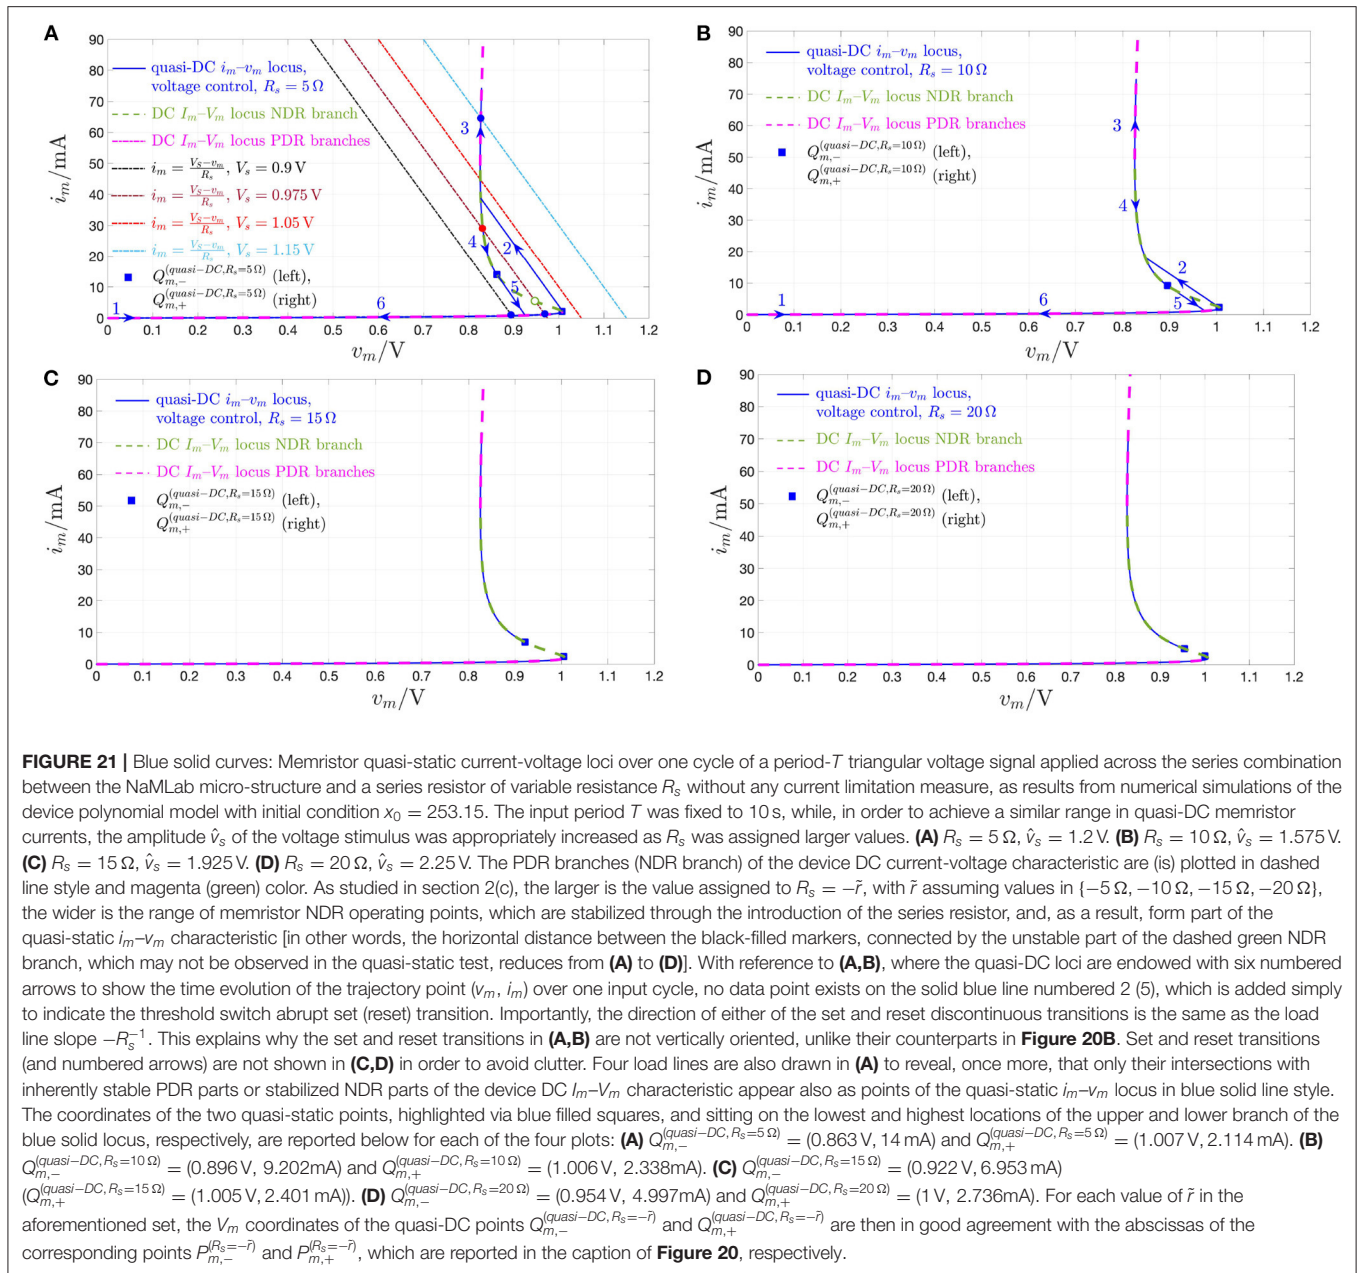 A
90
80
70
60
50
40
30
20
10
0
i_m/mA
quasi-DC i_m–v_m locus,
voltage control, R_s = 5 Ω
DC I_m–V_m locus NDR branch
DC I_m–V_m locus PDR branches
i_m = (V_S−v_m)/R_s, V_s = 0.9 V
i_m = (V_S−v_m)/R_s, V_s = 0.975 V
i_m = (V_S−v_m)/R_s, V_s = 1.05 V
i_m = (V_S−v_m)/R_s, V_s = 1.15 V
Q_{m,−}^{(quasi−DC,R_s=5 Ω)} (left),
Q_{m,+}^{(quasi−DC,R_s=5 Ω)} (right)
3
4
2
5
1
6
0 0.1 0.2 0.3 0.4 0.5 0.6 0.7 0.8 0.9 1 1.1 1.2
v_m/V
B
90
80
70
60
50
40
30
20
10
0
i_m/mA
quasi-DC i_m–v_m locus,
voltage control, R_s = 10 Ω
DC I_m–V_m locus NDR branch
DC I_m–V_m locus PDR branches
Q_{m,−}^{(quasi−DC,R_s=10 Ω)} (left),
Q_{m,+}^{(quasi−DC,R_s=10 Ω)} (right)
3
4
2
5
1
6
0 0.1 0.2 0.3 0.4 0.5 0.6 0.7 0.8 0.9 1 1.1 1.2
v_m/V
C
90
80
70
60
50
40
30
20
10
0
i_m/mA
quasi-DC i_m–v_m locus,
voltage control, R_s = 15 Ω
DC I_m–V_m locus NDR branch
DC I_m–V_m locus PDR branches
Q_{m,−}^{(quasi−DC,R_s=15 Ω)} (left),
Q_{m,+}^{(quasi−DC,R_s=15 Ω)} (right)
0 0.1 0.2 0.3 0.4 0.5 0.6 0.7 0.8 0.9 1 1.1 1.2
v_m/V
D
90
80
70
60
50
40
30
20
10
0
i_m/mA
quasi-DC i_m–v_m locus,
voltage control, R_s = 20 Ω
DC I_m–V_m locus NDR branch
DC I_m–V_m locus PDR branches
Q_{m,−}^{(quasi−DC,R_s=20 Ω)} (left),
Q_{m,+}^{(quasi−DC,R_s=20 Ω)} (right)
0 0.1 0.2 0.3 0.4 0.5 0.6 0.7 0.8 0.9 1 1.1 1.2
v_m/V
FIGURE 21 | Blue solid curves: Memristor quasi-static current-voltage loci over one cycle of a period-T triangular voltage signal applied across the series combination
between the NaMLab micro-structure and a series resistor of variable resistance R_s without any current limitation measure, as results from numerical simulations of the
device polynomial model with initial condition x_0 = 253.15. The input period T was fixed to 10 s, while, in order to achieve a similar range in quasi-DC memristor
currents, the amplitude v̂_s of the voltage stimulus was appropriately increased as R_s was assigned larger values. (A) R_s = 5 Ω, v̂_s = 1.2 V. (B) R_s = 10 Ω, v̂_s = 1.575 V.
(C) R_s = 15 Ω, v̂_s = 1.925 V. (D) R_s = 20 Ω, v̂_s = 2.25 V. The PDR branches (NDR branch) of the device DC current-voltage characteristic are (is) plotted in dashed
line style and magenta (green) color. As studied in section 2(c), the larger is the value assigned to R_s = −r̃, with r̃ assuming values in {−5 Ω, −10 Ω, −15 Ω, −20 Ω},
the wider is the range of memristor NDR operating points, which are stabilized through the introduction of the series resistor, and, as a result, form part of the
quasi-static i_m–v_m characteristic [in other words, the horizontal distance between the black-filled markers, connected by the unstable part of the dashed green NDR
branch, which may not be observed in the quasi-static test, reduces from (A) to (D)]. With reference to (A,B), where the quasi-DC loci are endowed with six numbered
arrows to show the time evolution of the trajectory point (v_m, i_m) over one input cycle, no data point exists on the solid blue line numbered 2 (5), which is added simply
to indicate the threshold switch abrupt set (reset) transition. Importantly, the direction of either of the set and reset discontinuous transitions is the same as the load
line slope −R_s^{−1}. This explains why the set and reset transitions in (A,B) are not vertically oriented, unlike their counterparts in Figure 20B. Set and reset transitions
(and numbered arrows) are not shown in (C,D) in order to avoid clutter. Four load lines are also drawn in (A) to reveal, once more, that only their intersections with
inherently stable PDR parts or stabilized NDR parts of the device DC I_m–V_m characteristic appear also as points of the quasi-static i_m–v_m locus in blue solid line style.
The coordinates of the two quasi-static points, highlighted via blue filled squares, and sitting on the lowest and highest locations of the upper and lower branch of the
blue solid locus, respectively, are reported below for each of the four plots: (A) Q_{m,−}^{(quasi−DC, R_s=5 Ω)} = (0.863 V, 14 mA) and Q_{m,+}^{(quasi−DC, R_s=5 Ω)} = (1.007 V, 2.114 mA). (B)
Q_{m,−}^{(quasi−DC, R_s=10 Ω)} = (0.896 V, 9.202mA) and Q_{m,+}^{(quasi−DC, R_s=10 Ω)} = (1.006 V, 2.338mA). (C) Q_{m,−}^{(quasi−DC, R_s=15 Ω)} = (0.922 V, 6.953 mA)
(Q_{m,+}^{(quasi−DC, R_s=15 Ω)} = (1.005 V, 2.401 mA)). (D) Q_{m,−}^{(quasi−DC, R_s=20 Ω)} = (0.954 V, 4.997mA) and Q_{m,+}^{(quasi−DC, R_s=20 Ω)} = (1 V, 2.736mA). For each value of r̃ in the
aforementioned set, the V_m coordinates of the quasi-DC points Q_{m,−}^{(quasi−DC, R_s=−r̃)} and Q_{m,+}^{(quasi−DC, R_s=−r̃)} are then in good agreement with the abscissas of the
corresponding points P_{m,−}^{(R_s=−r̃)} and P_{m,+}^{(R_s=−r̃)}, which are reported in the caption of Figure 20, respectively.